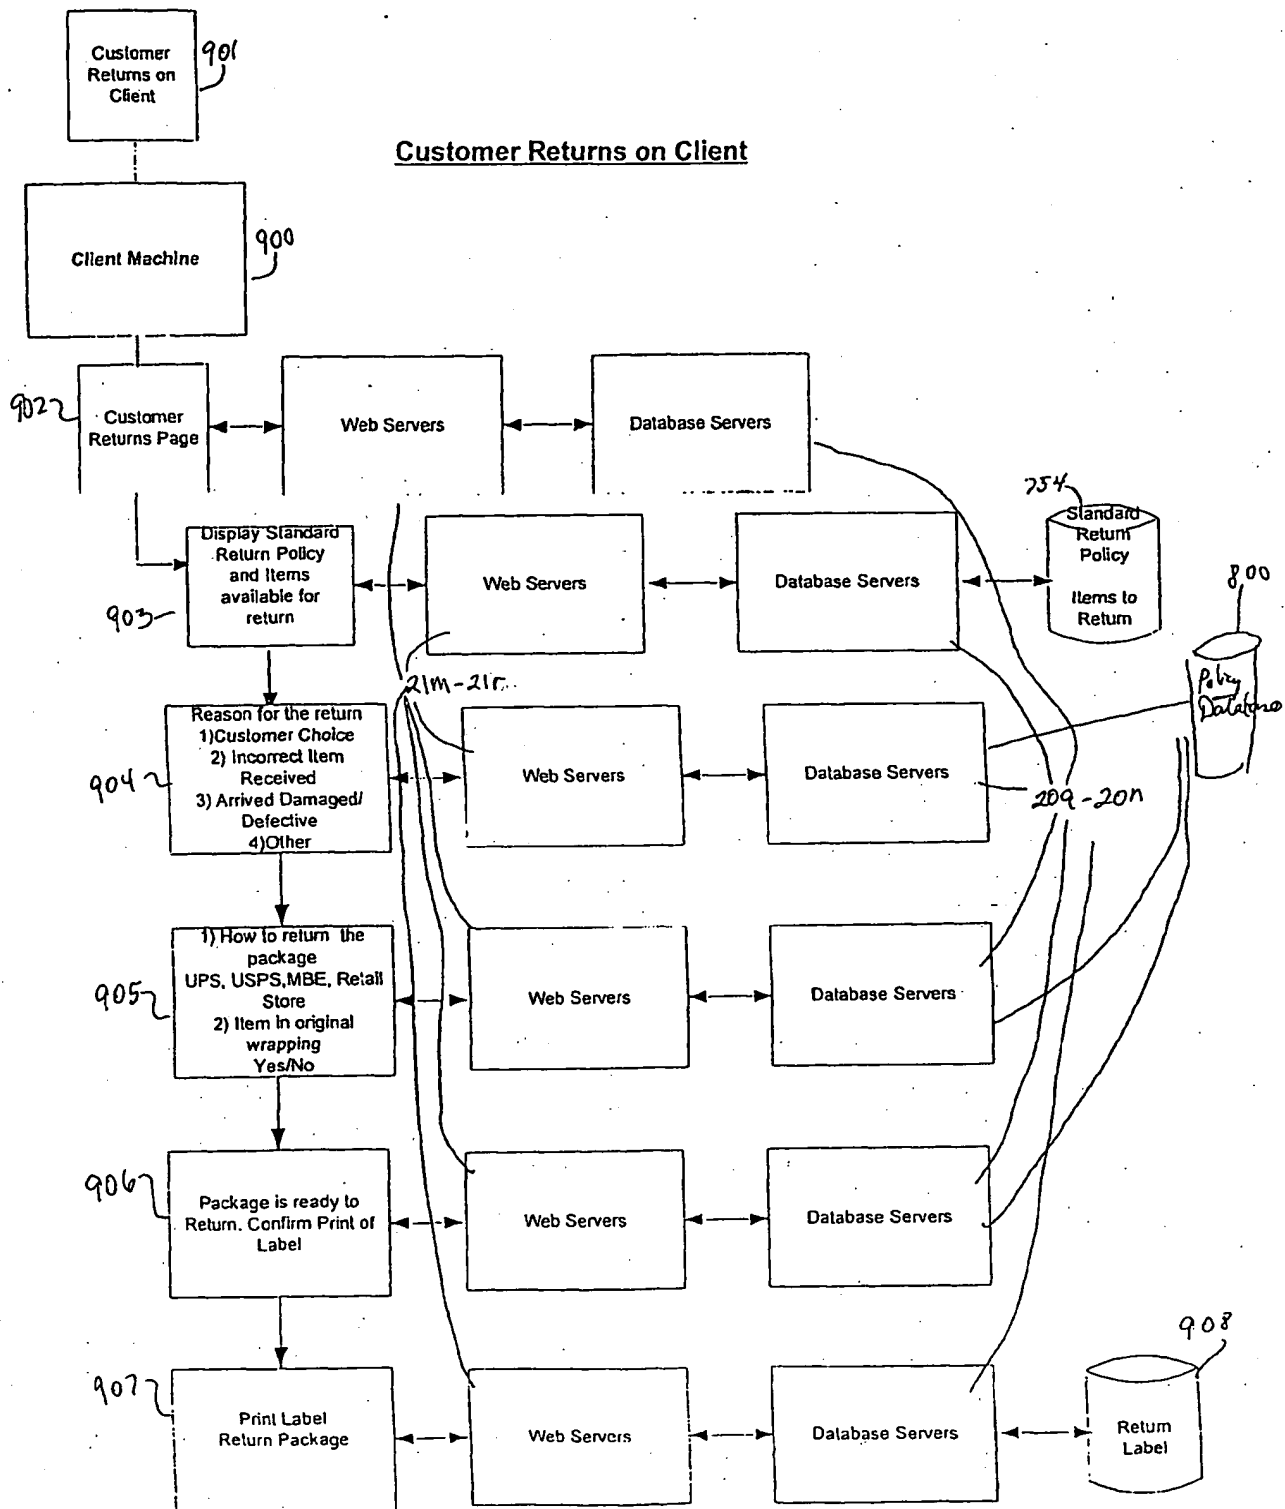 Customer
Returns on
Client
901
Customer Returns on Client
Client Machine
900
902
Customer
Returns Page
Web Servers
Database Servers
754
Standard
Return
Policy
Items to
Return
Display Standard
Return Policy
and Items
available for
return
903
Web Servers
Database Servers
800
Policy
Database
21m-21r
Reason for the return
1)Customer Choice
2) Incorrect Item
Received
3) Arrived Damaged/
Defective
4)Other
904
Web Servers
Database Servers
209-20n
1) How to return the
package
UPS, USPS,MBE, Retail
Store
2) Item in original
wrapping
Yes/No
905
Web Servers
Database Servers
906
Package is ready to
Return. Confirm Print of
Label
Web Servers
Database Servers
907
Print Label
Return Package
Web Servers
Database Servers
908
Return
Label